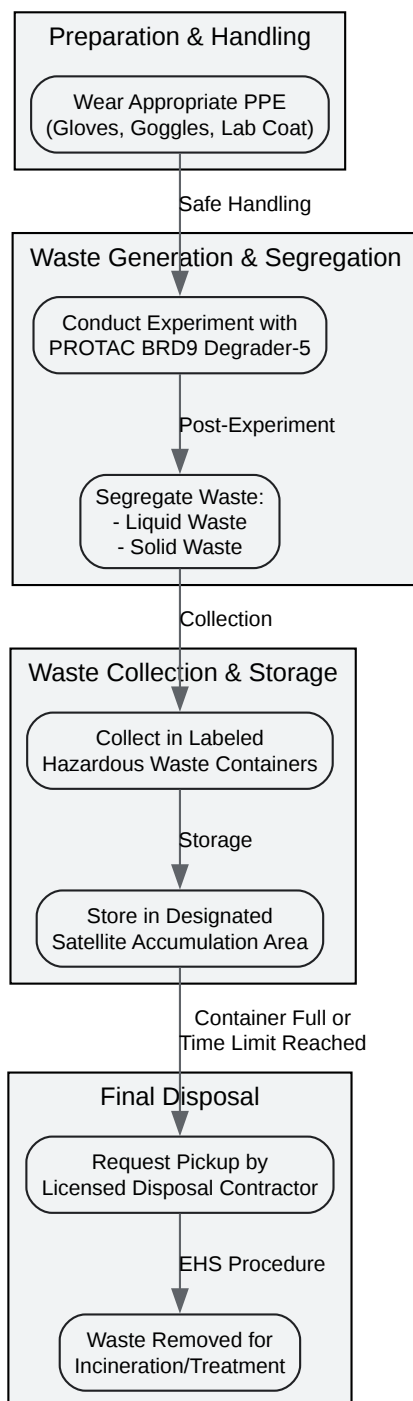 Preparation & Handling
Wear Appropriate PPE
(Gloves, Goggles, Lab Coat)
Safe Handling
Waste Generation & Segregation
Conduct Experiment with
PROTAC BRD9 Degrader-5
Post-Experiment
Segregate Waste:
- Liquid Waste
- Solid Waste
Collection
Waste Collection & Storage
Collect in Labeled
Hazardous Waste Containers
Storage
Store in Designated
Satellite Accumulation Area
Container Full or
Time Limit Reached
Final Disposal
Request Pickup by
Licensed Disposal Contractor
EHS Procedure
Waste Removed for
Incineration/Treatment